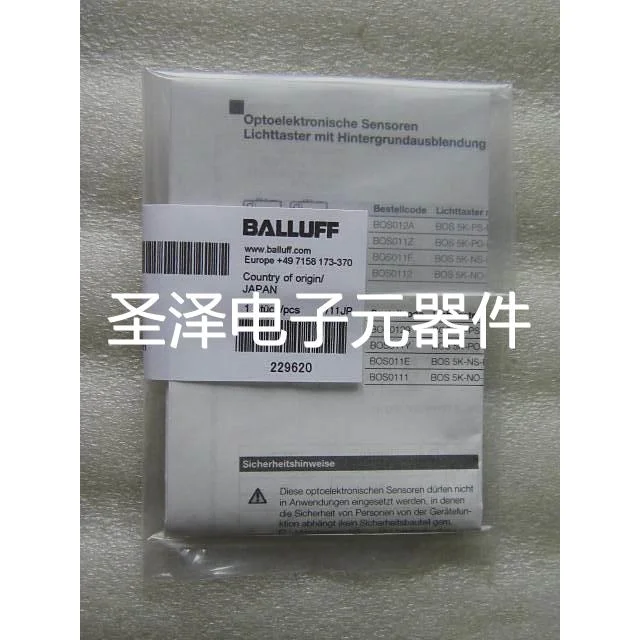 Optoelektronische Sensoren
Lichttaster mit Hintergrundausblendung
Bestellcode Lichttaster
BOS012A BOS 5K-PS-
BOS011Z BOS 5K-PO-
BOS011F BOS 5K-NS-
BOS0112 BOS 5K-NO-
BALLUFF
www.balluff.com
Europe +49 7158 173-370
Country of origin/
JAPAN
圣泽电子元器件
BOS011E BOS 5K-NS-
BOS0111 BOS 5K-NO-
229620
Sicherheitshinweise
Diese optoelektronischen Sensoren dürfen nicht
in Anwendungen eingesetzt werden, in denen
die Sicherheit von Personen von der Gerätefun-
ktion abhängt (kein Sicherheitsbauteil gem.